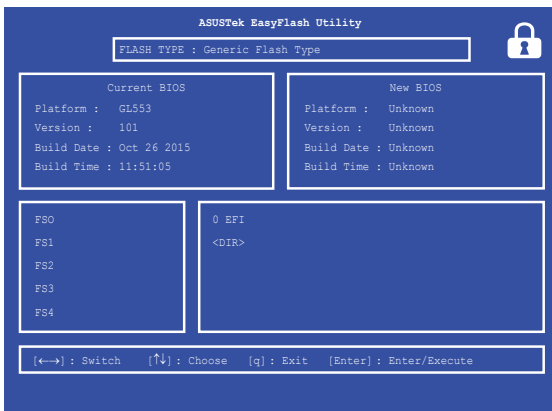 ASUSTek EasyFlash Utility
FLASH TYPE : Generic Flash Type
Current BIOS
Platform : GL553
Version : 101
Build Date : Oct 26 2015
Build Time : 11:51:05
New BIOS
Platform : Unknown
Version : Unknown
Build Date : Unknown
Build Time : Unknown
FSO
FS1
FS2
FS3
FS4
0 EFI
<DIR>
[←→] : Switch [↑↓] : Choose [q] : Exit [Enter] : Enter/Execute